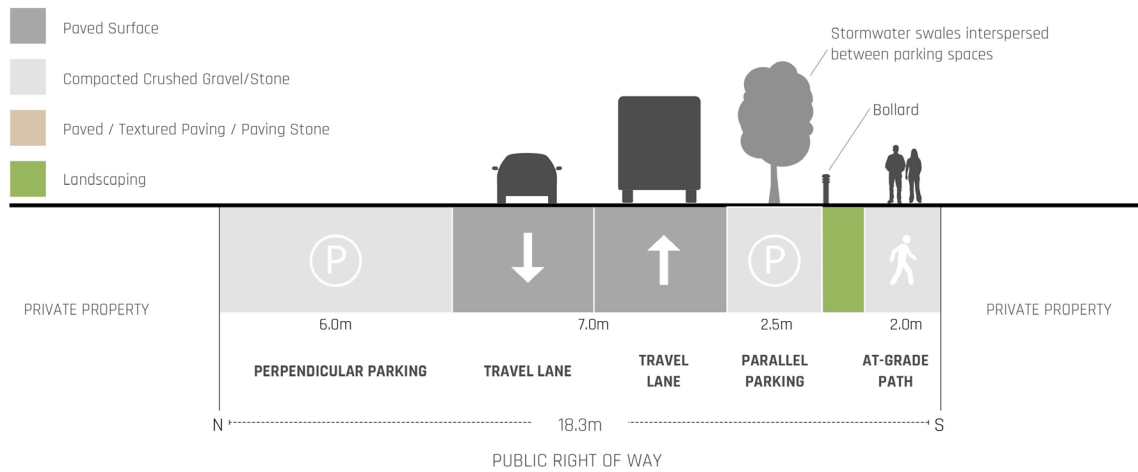 Paved Surface
Compacted Crushed Gravel/Stone
Paved / Textured Paving / Paving Stone
Landscaping
Stormwater swales interspersed
between parking spaces
Bollard
P
P
PRIVATE PROPERTY
PRIVATE PROPERTY
6.0m
7.0m
2.5m
2.0m
PERPENDICULAR PARKING
TRAVEL LANE
TRAVEL
LANE
PARALLEL
PARKING
AT-GRADE
PATH
N
18.3m
S
PUBLIC RIGHT OF WAY